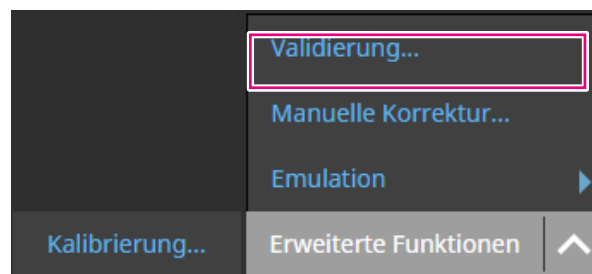 Validierung...
Manuelle Korrektur...
Emulation
Kalibrierung... Erweiterte Funktionen